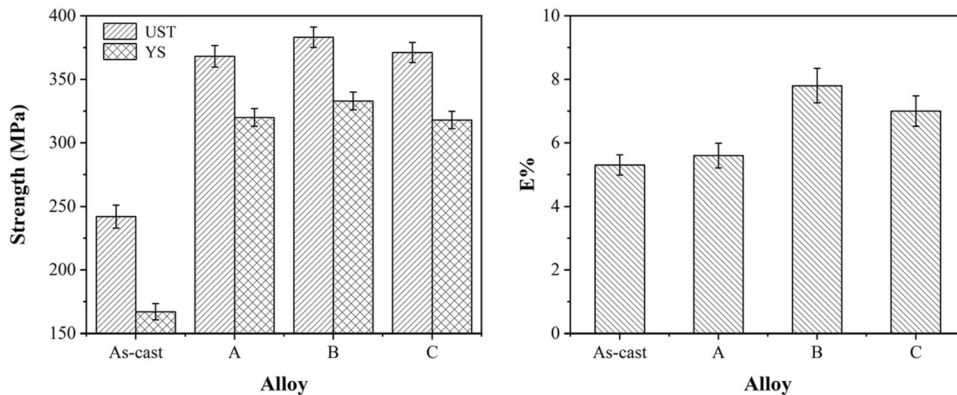 400
350
300
250
200
150
Strength (MPa)
UST
YS
As-cast
A
B
C
Alloy
10
8
6
4
2
0
E%
As-cast
A
B
C
Alloy